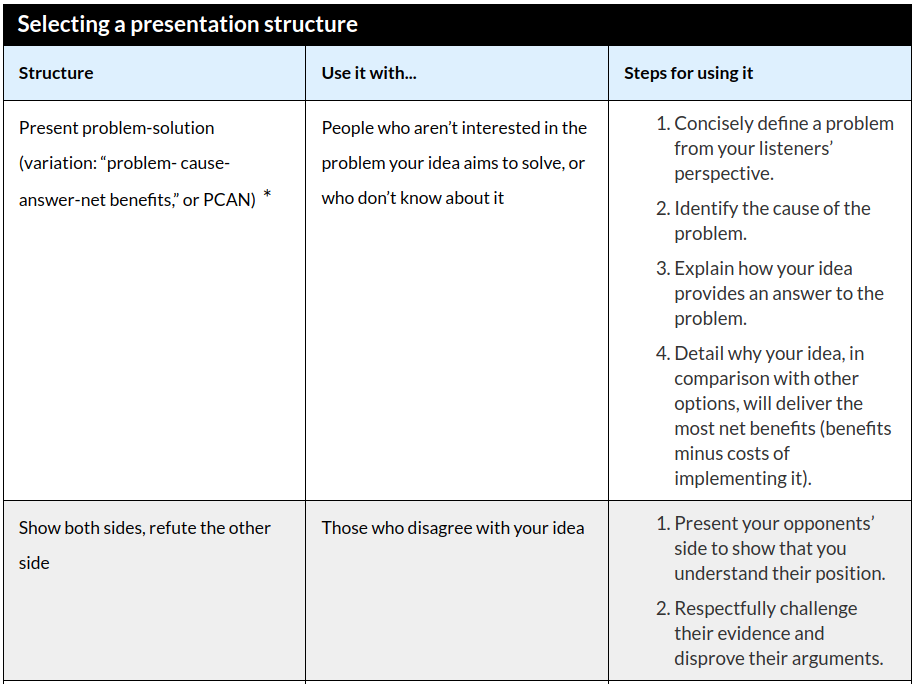 Selecting a presentation structure
Structure
Use it with...
Steps for using it
Present problem-solution
(variation: “problem- cause-
answer-net benefits,” or PCAN) *
People who aren’t interested in the
problem your idea aims to solve, or
who don’t know about it
1. Concisely define a problem
from your listeners’
perspective.
2. Identify the cause of the
problem.
3. Explain how your idea
provides an answer to the
problem.
4. Detail why your idea, in
comparison with other
options, will deliver the
most net benefits (benefits
minus costs of
implementing it).
Show both sides, refute the other
side
Those who disagree with your idea
1. Present your opponents’
side to show that you
understand their position.
2. Respectfully challenge
their evidence and
disprove their arguments.